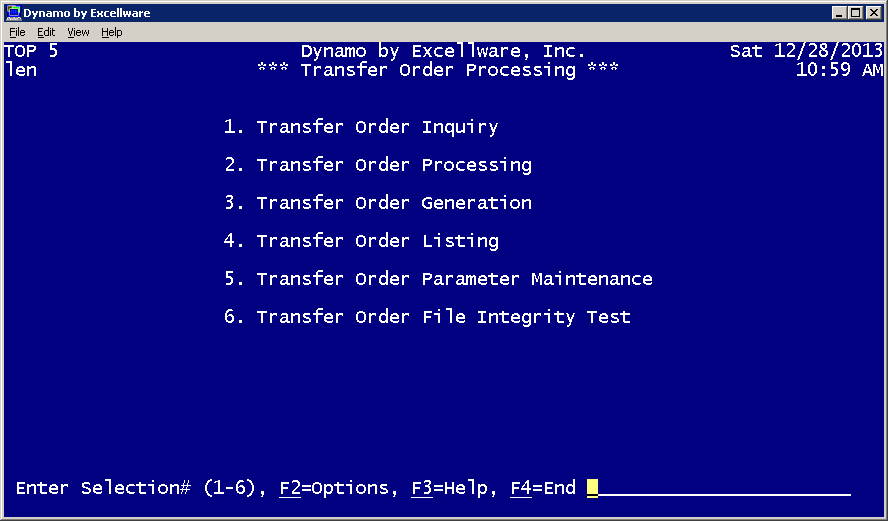 Dynamo by Excellware
File Edit View Help
TOP 5 Dynamo by Excellware, Inc. Sat 12/28/2013
len *** Transfer Order Processing *** 10:59 AM
1. Transfer Order Inquiry
2. Transfer Order Processing
3. Transfer Order Generation
4. Transfer Order Listing
5. Transfer Order Parameter Maintenance
6. Transfer Order File Integrity Test
Enter Selection# (1-6), F2=Options, F3=Help, F4=End